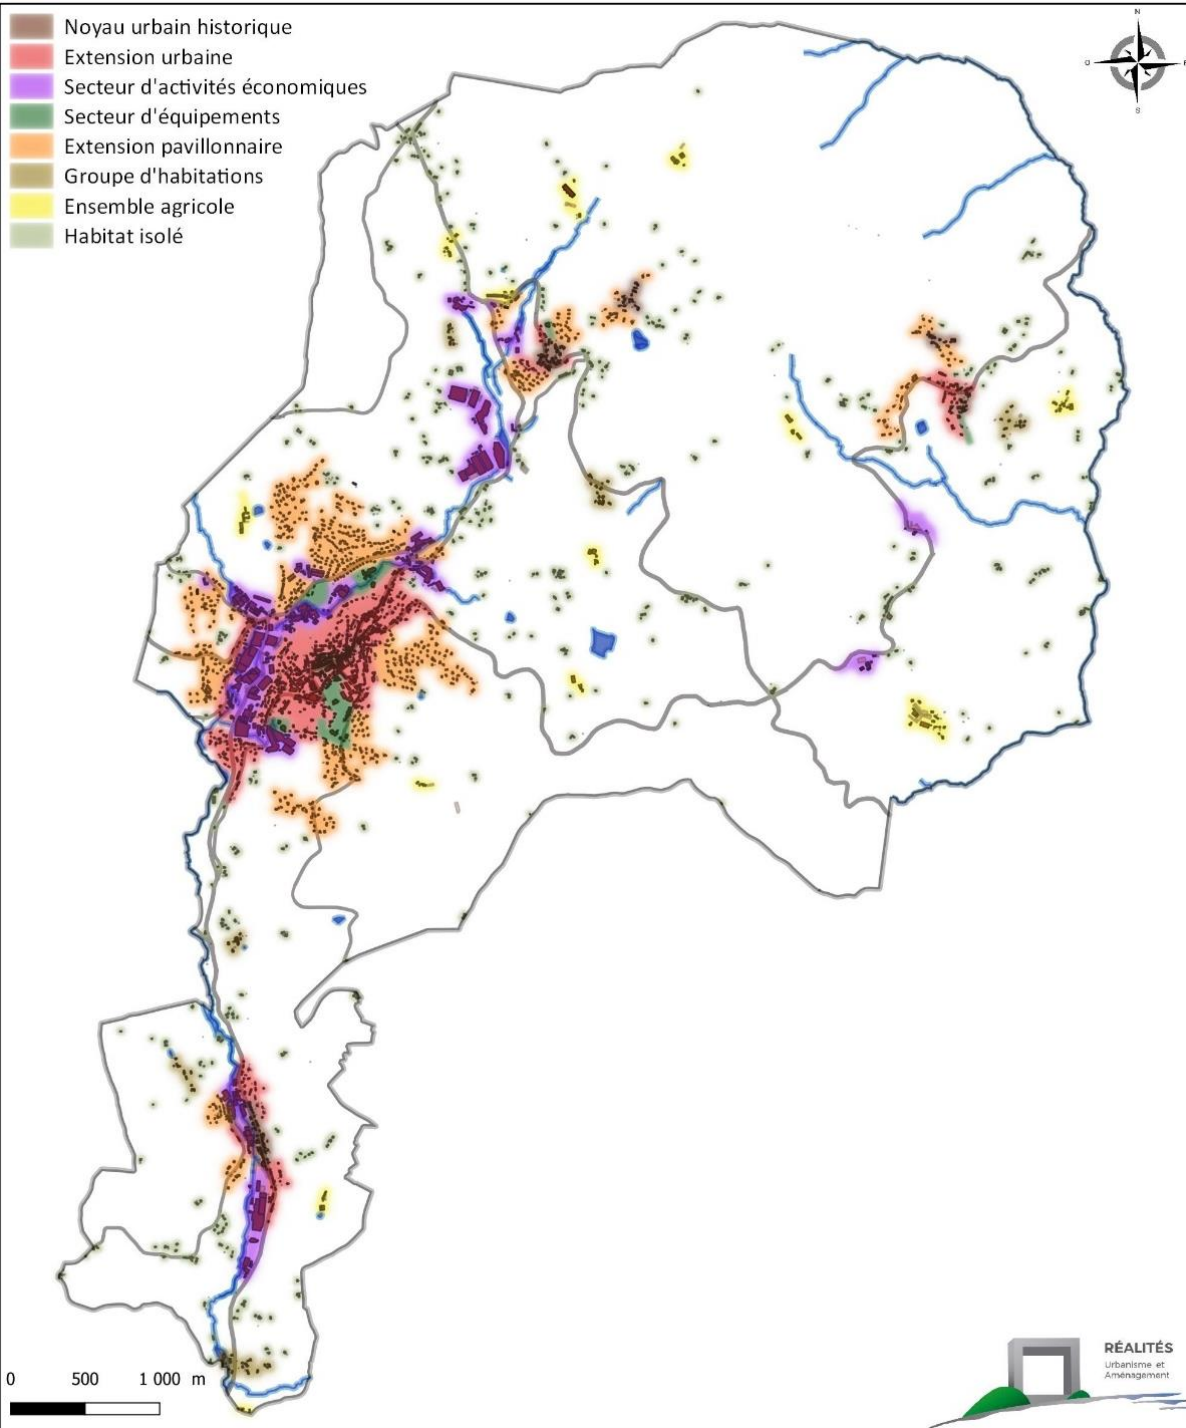 Noyau urbain historique
Extension urbaine
Secteur d'activités économiques
Secteur d'équipements
Extension pavillonnaire
Groupe d'habitations
Ensemble agricole
Habitat isolé
N
O
E
S
0 500 1 000 m
RÉALITÉS
Urbanisme et
Aménagement